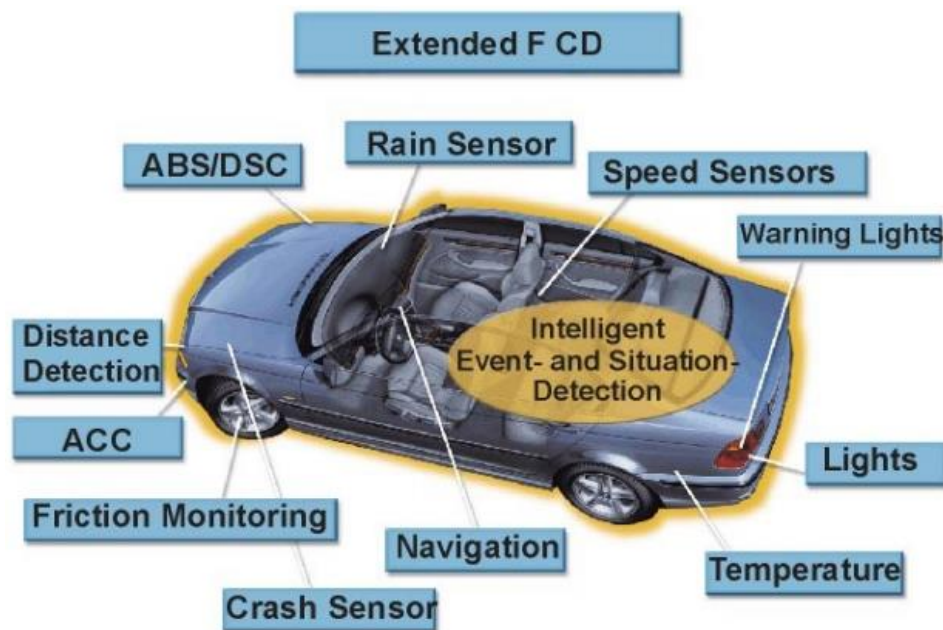 Extended F CD
Rain Sensor
ABS/DSC
Speed Sensors
Warning Lights
Distance
Detection
Intelligent
Event- and Situation-
Detection
ACC
Lights
Friction Monitoring
Navigation
Temperature
Crash Sensor